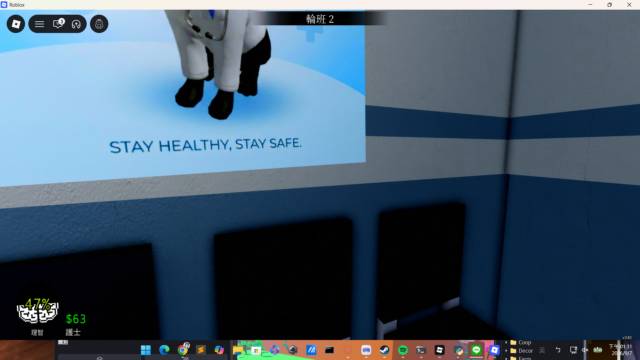 Roblox
輪班 2
STAY HEALTHY, STAY SAFE.
47%
$63
理智
護士
Coop
Decor